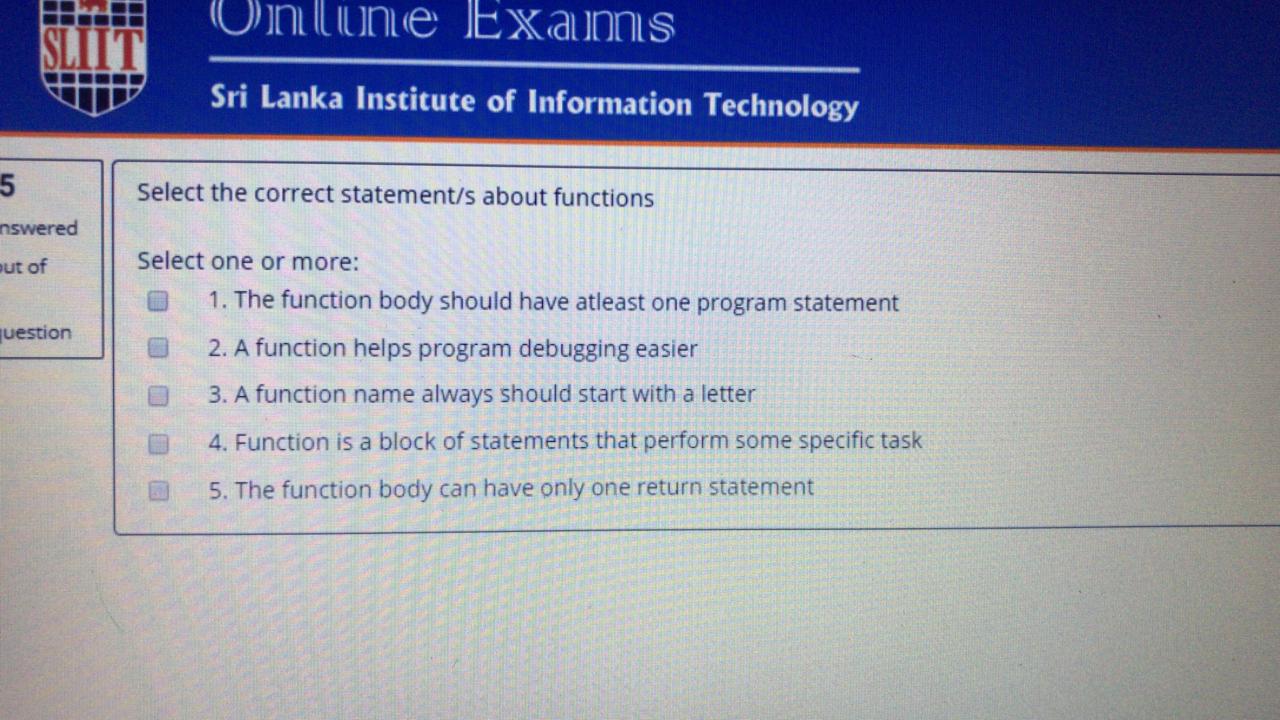 Online Exams
SLIIT
Sri Lanka Institute of Information Technology
5
nswered
out of
question
Select the correct statement/s about functions
Select one or more:
1. The function body should have atleast one program statement
2. A function helps program debugging easier
3. A function name always should start with a letter
4. Function is a block of statements that perform some specific task
5. The function body can have only one return statement